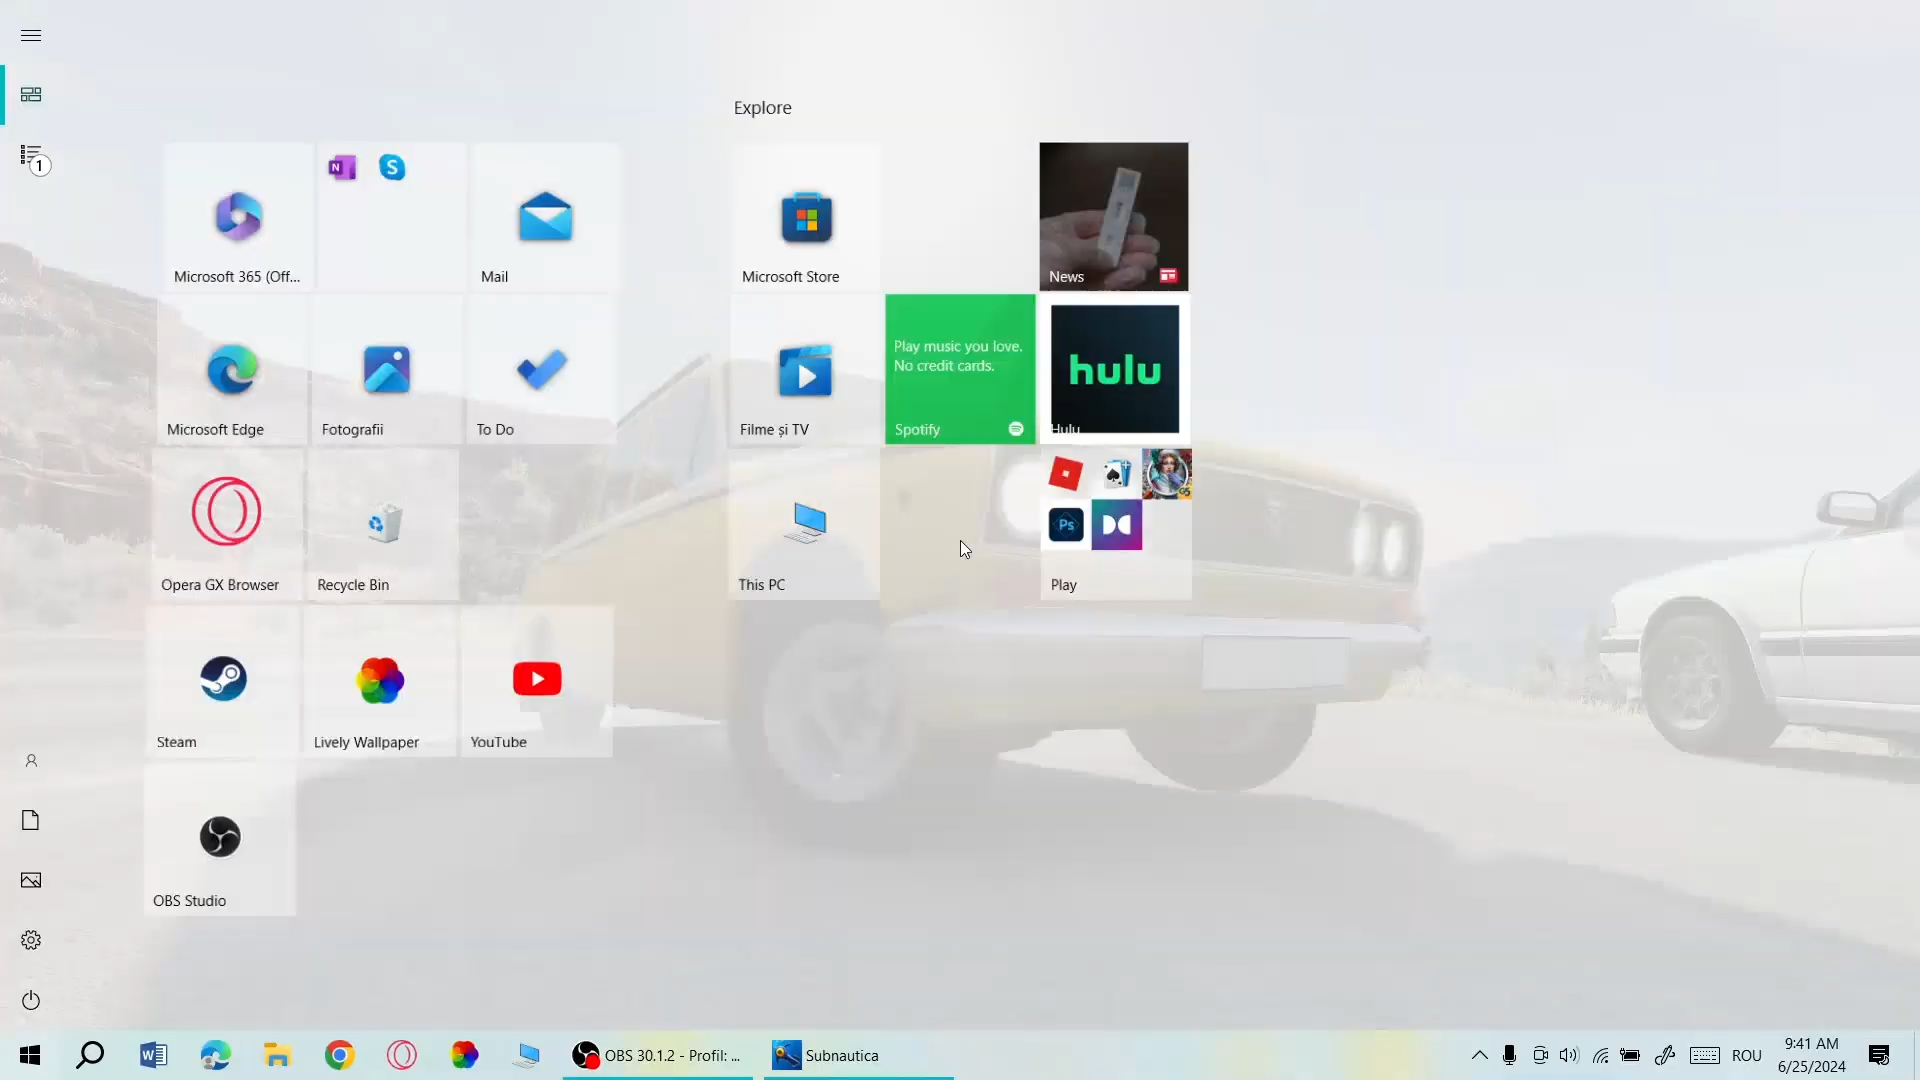 Explore
1
N
S
Microsoft 365 (Off...
Mail
Microsoft Store
News
Play music you love.
No credit cards.
hulu
Microsoft Edge
Fotografii
To Do
Filme și TV
Spotify
Hulu
Ps
Opera GX Browser
Recycle Bin
This PC
Play
Steam
Lively Wallpaper
YouTube
OBS Studio
W
OBS 30.1.2 - Profil: ...
Subnautica
ROU
9:41 AM
6/25/2024